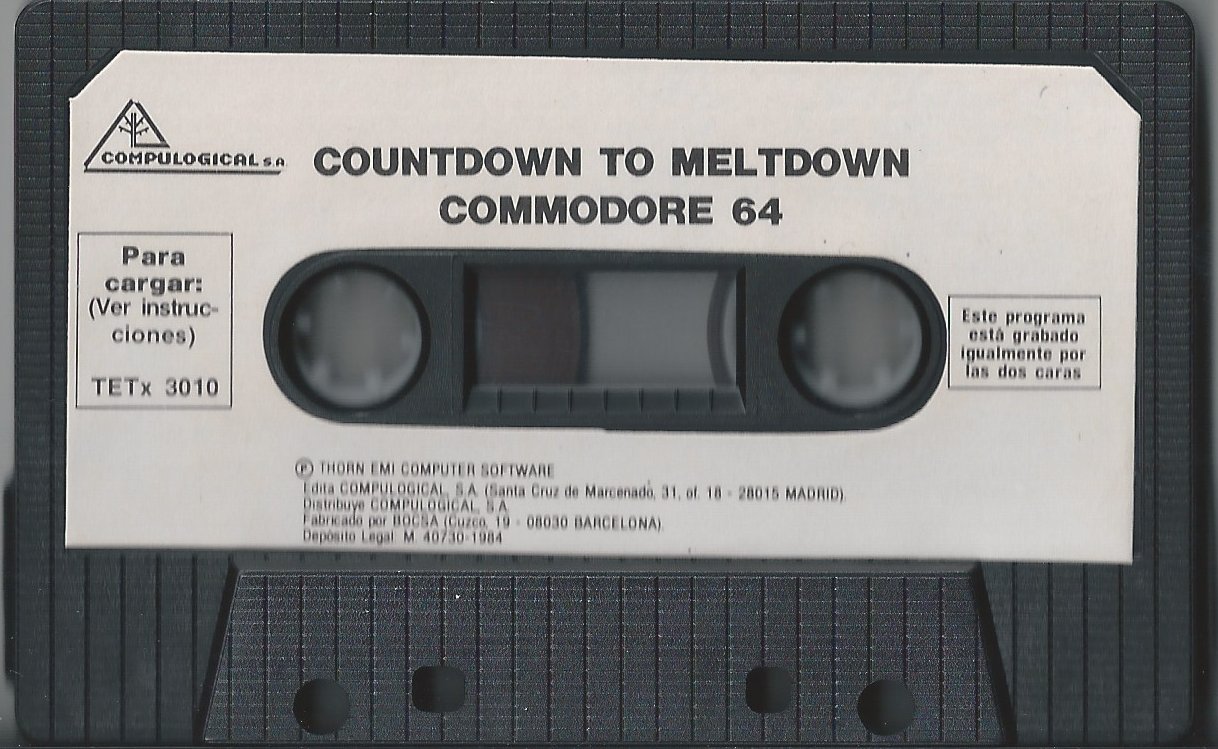 COMPULOGICAL S.A.
COUNTDOWN TO MELTDOWN
COMMODORE 64
Para
cargar:
(Ver instruc-
ciones)
TETx 3010
Este programa
está grabado
igualmente por
las dos caras
Ⓟ THORN EMI COMPUTER SOFTWARE
Edita COMPULOGICAL, S.A. (Santa Cruz de Marcenado, 31, of. 18 - 28015 MADRID).
Distribuye COMPULOGICAL, S.A.
Fabricado por BOCSA (Cuzco, 19 - 08030 BARCELONA).
Depósito Legal: M. 40730-1984